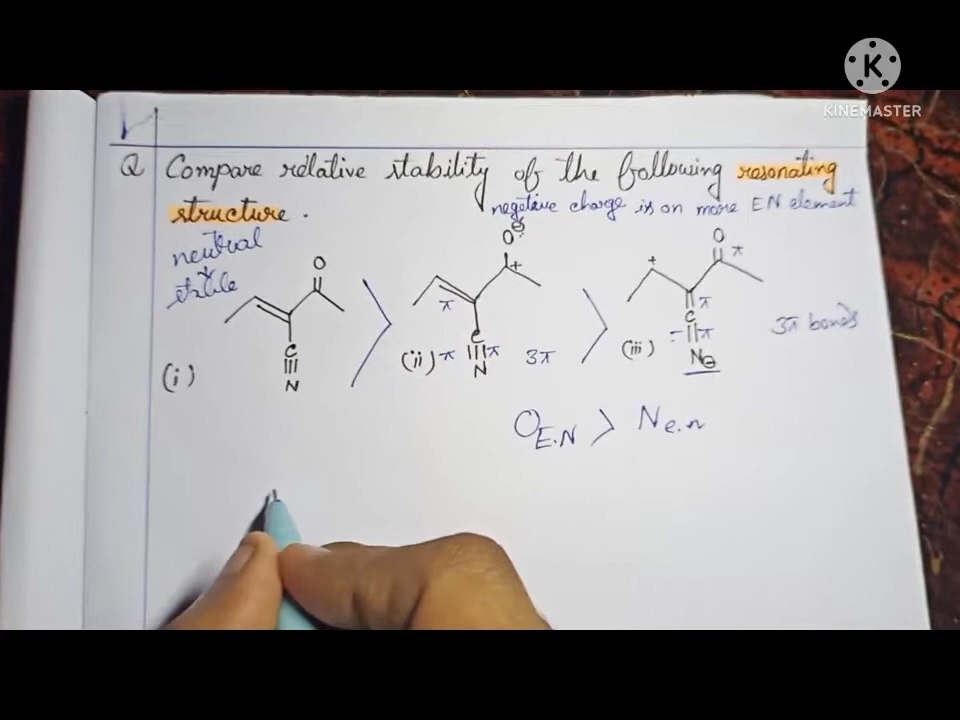 K
KINEMASTER
Q Compare relative stability of the following resonating
structure.
negetive charge is on more EN element
neutral
stable
O
O⊖
O
+
+
π
π
π
C
C
C
π
π
π
N
N
N⊖
(i)
(ii)
3π
(iii)
3π bonds
> >
O E.N > N e.n